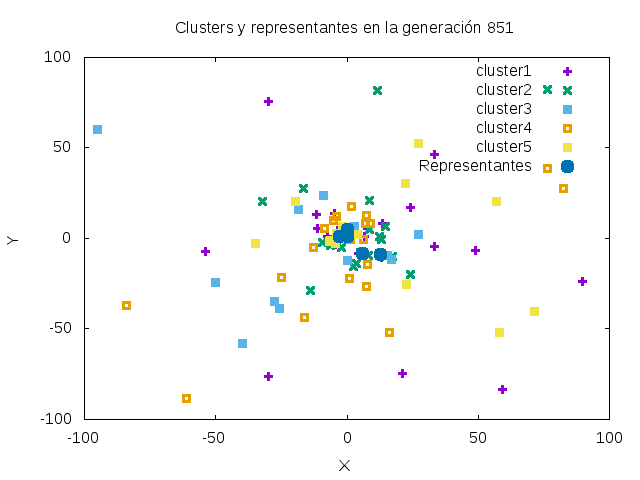 Clusters y representantes en la generación 851
100
50
0
-50
-100
-100
-50
0
50
100
Y
X
cluster1
cluster2
cluster3
cluster4
cluster5
Representantes